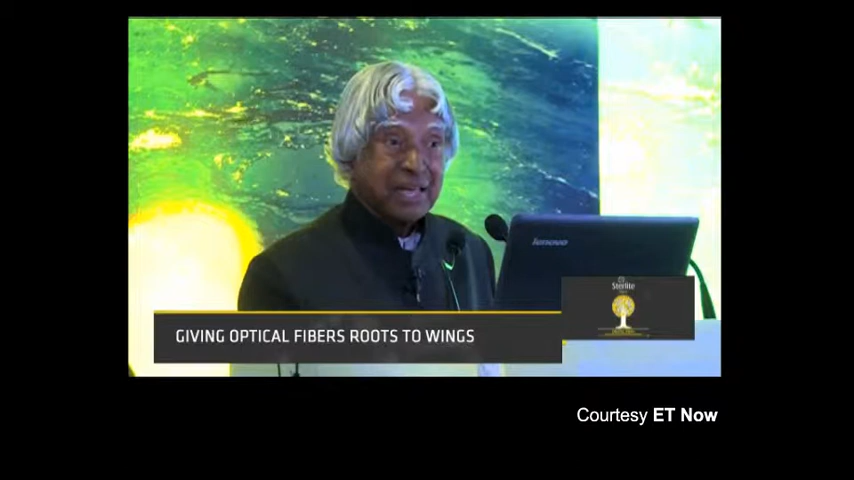 lenovo
Sterlite
GIVING OPTICAL FIBERS ROOTS TO WINGS
Courtesy ET Now